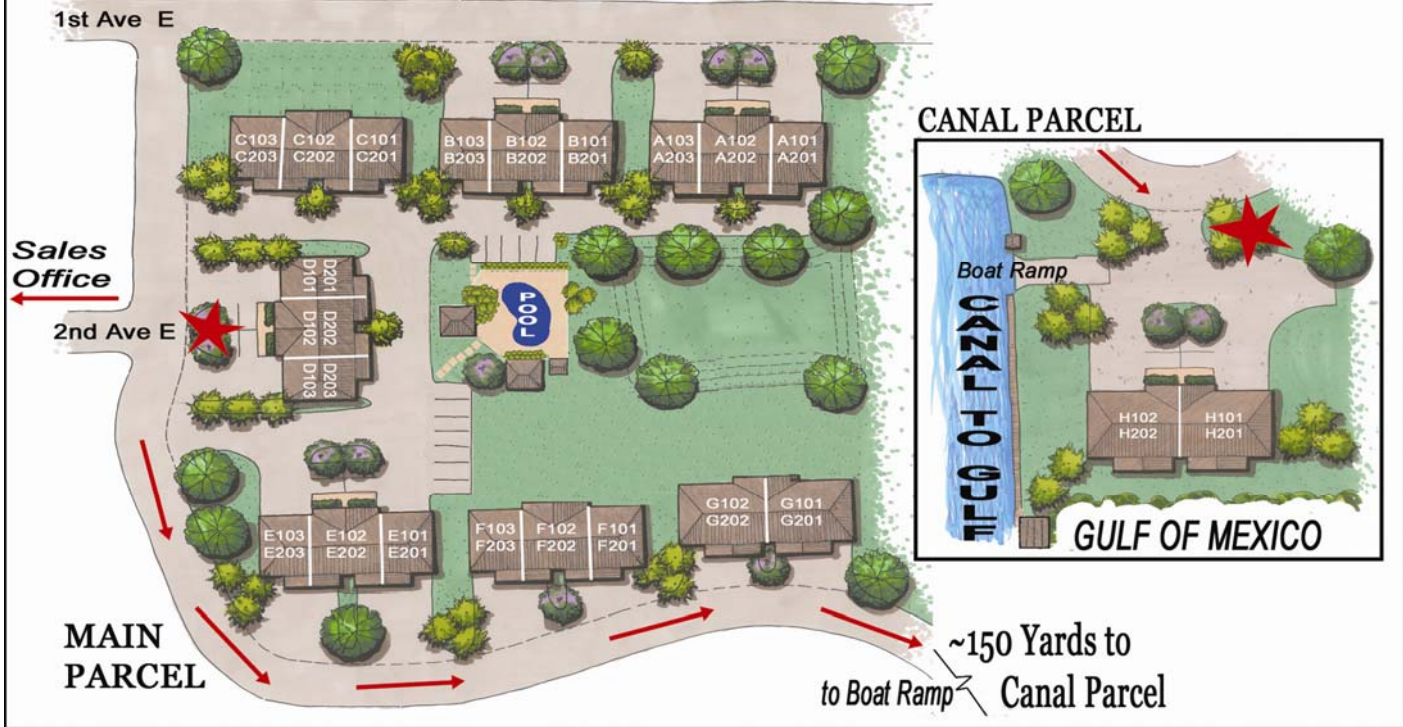 1st Ave E
C103 C102 C101
C203 C202 C201
B103 B102 B101
B203 B202 B201
A103 A102 A101
A203 A202 A201
Sales
Office
2nd Ave E
D101 D201
D102 D202
D103 D203
POOL
E103 E102 E101
E203 E202 E201
F103 F102 F101
F203 F202 F201
G102 G101
G202 G201
MAIN
PARCEL
~150 Yards to
Canal Parcel
to Boat Ramp
CANAL PARCEL
Boat Ramp
CANAL TO GULF
H102 H101
H202 H201
GULF OF MEXICO